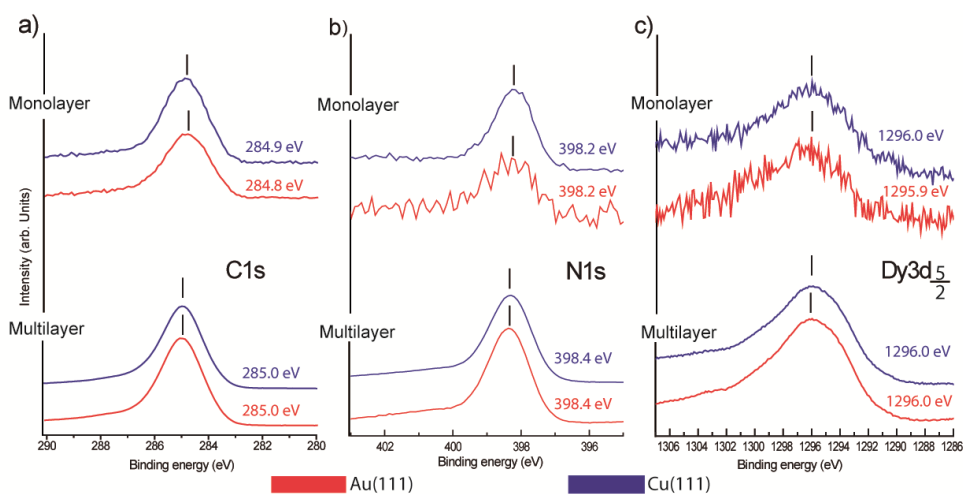 a)
b)
c)
Intensity (arb. Units)
Monolayer
284.9 eV
284.8 eV
C1s
Multilayer
285.0 eV
285.0 eV
290 288 286 284 282 280
Binding energy (eV)
Monolayer
398.2 eV
398.2 eV
N1s
Multilayer
398.4 eV
398.4 eV
402 400 398 396
Binding energy (eV)
Monolayer
1296.0 eV
1295.9 eV
Dy3d 5/2
Multilayer
1296.0 eV
1296.0 eV
1306 1304 1302 1300 1298 1296 1294 1292 1290 1288 1286
Binding energy (eV)
Au(111)
Cu(111)